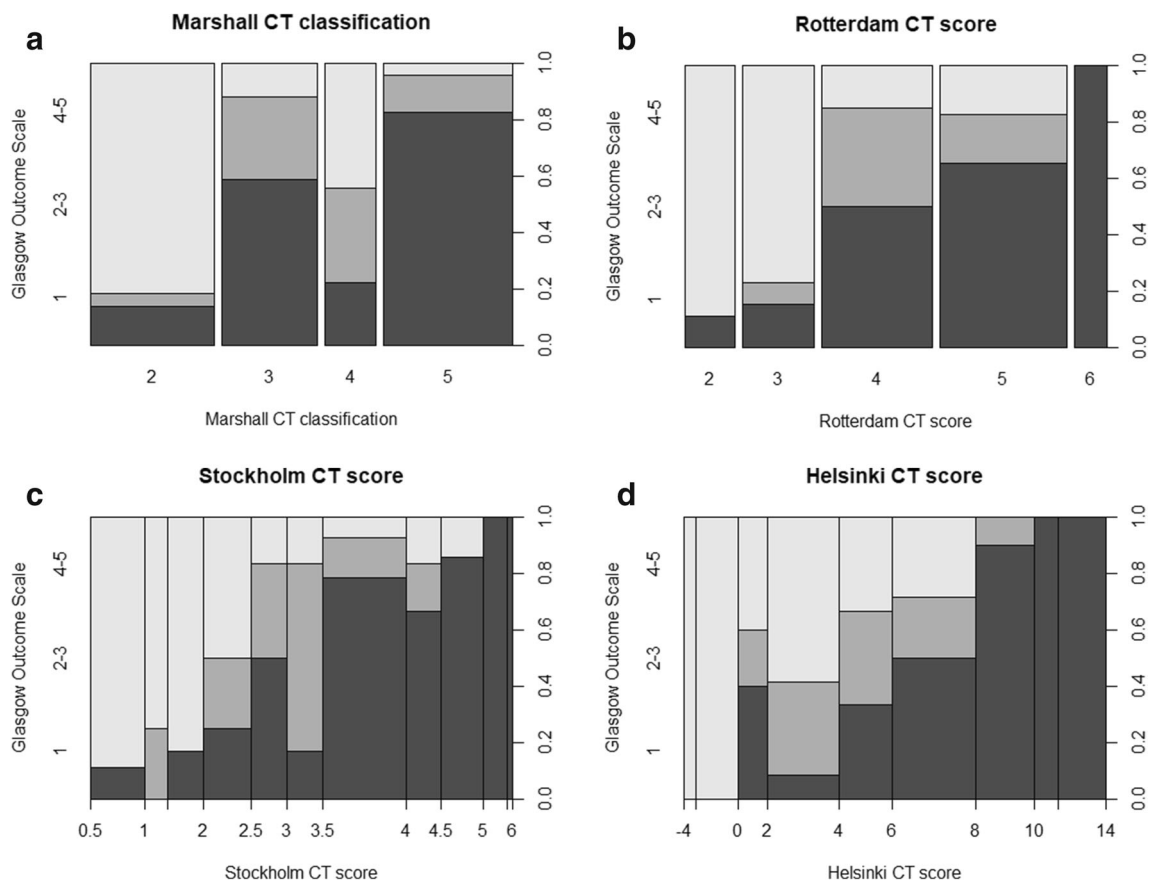 a
Marshall CT classification
Glasgow Outcome Scale
1 2-3 4-5
0.0 0.2 0.4 0.6 0.8 1.0
2 3 4 5
Marshall CT classification
b
Rotterdam CT score
Glasgow Outcome Scale
1 2-3 4-5
0.0 0.2 0.4 0.6 0.8 1.0
2 3 4 5 6
Rotterdam CT score
c
Stockholm CT score
Glasgow Outcome Scale
1 2-3 4-5
0.0 0.2 0.4 0.6 0.8 1.0
0.5 1 2 2.5 3 3.5 4 4.5 5 6
Stockholm CT score
d
Helsinki CT score
Glasgow Outcome Scale
1 2-3 4-5
0.0 0.2 0.4 0.6 0.8 1.0
-4 0 2 4 6 8 10 14
Helsinki CT score